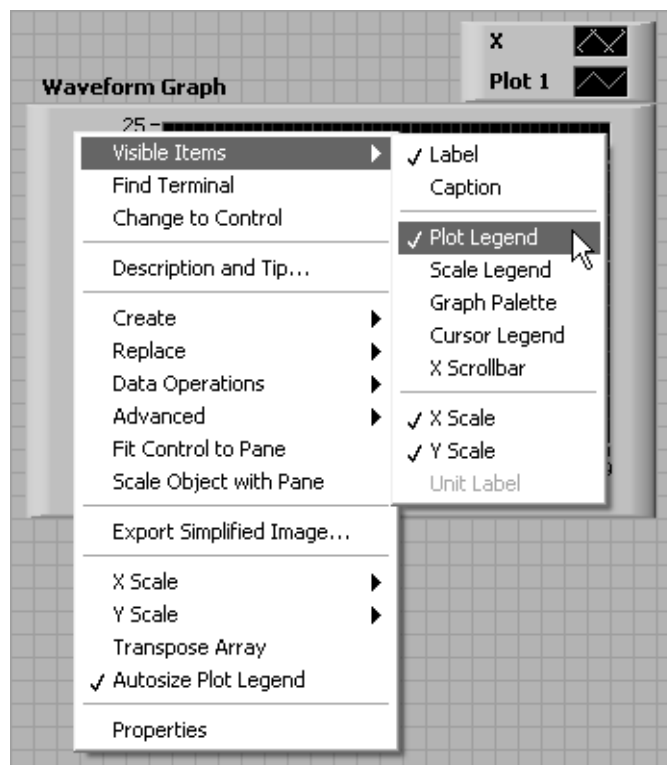 X
Plot 1
Waveform Graph
25
Visible Items
Find Terminal
Change to Control
Description and Tip...
Create
Replace
Data Operations
Advanced
Fit Control to Pane
Scale Object with Pane
Export Simplified Image...
X Scale
Y Scale
Transpose Array
Autosize Plot Legend
Properties
Label
Caption
Plot Legend
Scale Legend
Graph Palette
Cursor Legend
X Scrollbar
X Scale
Y Scale
Unit Label